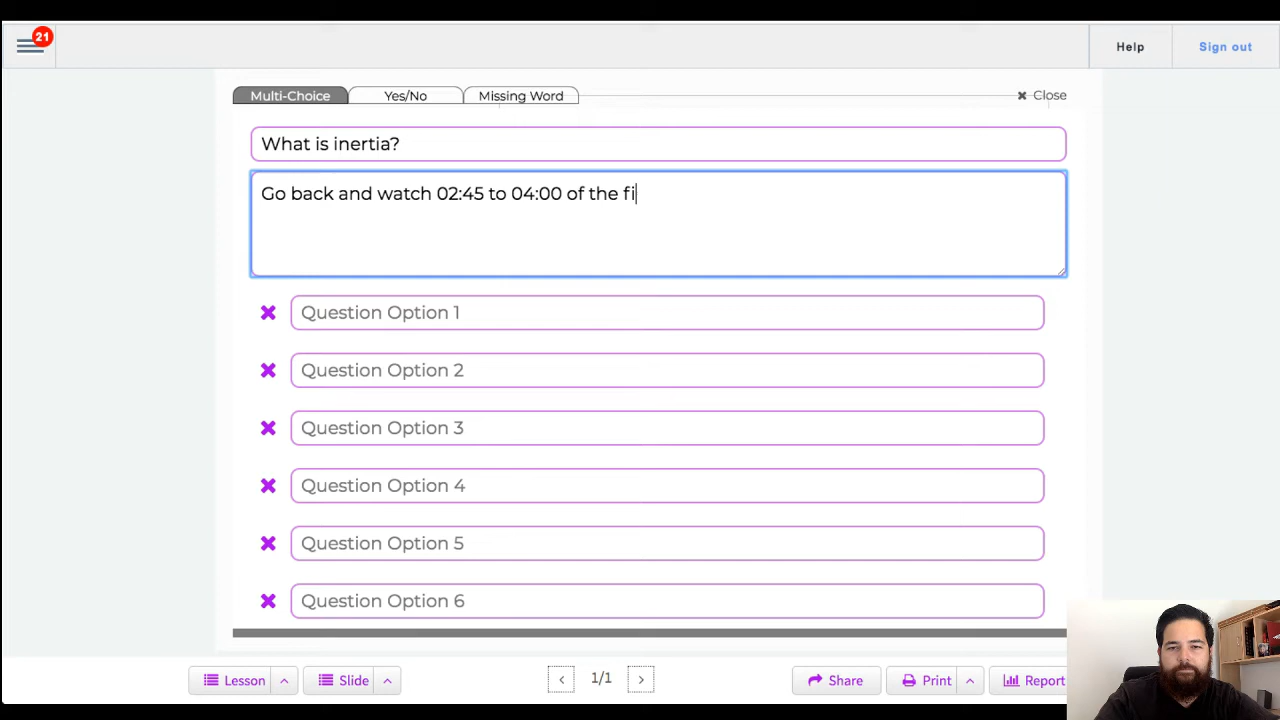 21
Help
Sign out
Multi-Choice
Yes/No
Missing Word
Close
What is inertia?
Go back and watch 02:45 to 04:00 of the fi
Question Option 1
Question Option 2
Question Option 3
Question Option 4
Question Option 5
Question Option 6
Lesson
Slide
1/1
Share
Print
Report